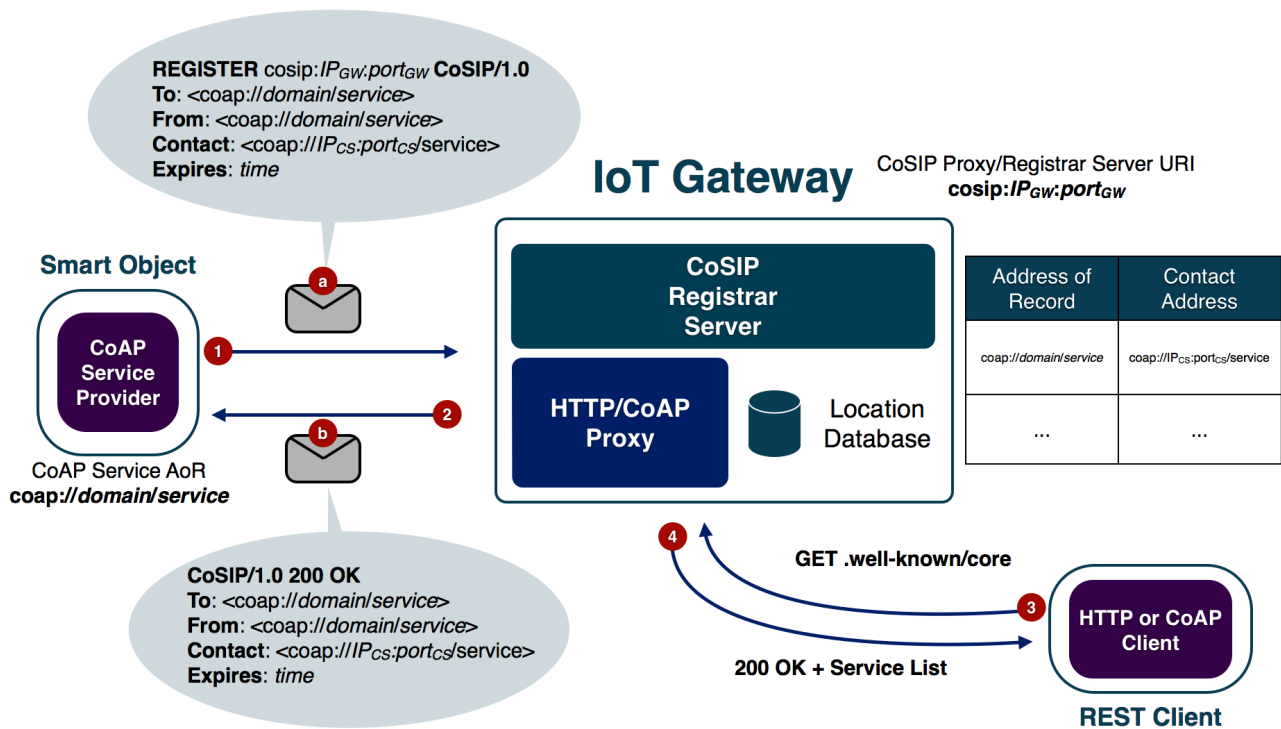 REGISTER cosip:IPGW:portGW CoSIP/1.0
To: <coap://domain/service>
From: <coap://domain/service>
Contact: <coap://IPCS:portCS/service>
Expires: time
IoT Gateway
CoSIP Proxy/Registrar Server URI
cosip:IPGW:portGW
Smart Object
a
CoAP
Service
Provider
1
2
b
CoAP Service AoR
coap://domain/service
CoSIP
Registrar
Server
HTTP/CoAP
Proxy
Location
Database
Address of
Record
Contact
Address
coap://domain/service
coap://IPCS:portCS/service
...
...
CoSIP/1.0 200 OK
To: <coap://domain/service>
From: <coap://domain/service>
Contact: <coap://IPCS:portCS/service>
Expires: time
4
GET .well-known/core
3
HTTP or CoAP
Client
200 OK + Service List
REST Client